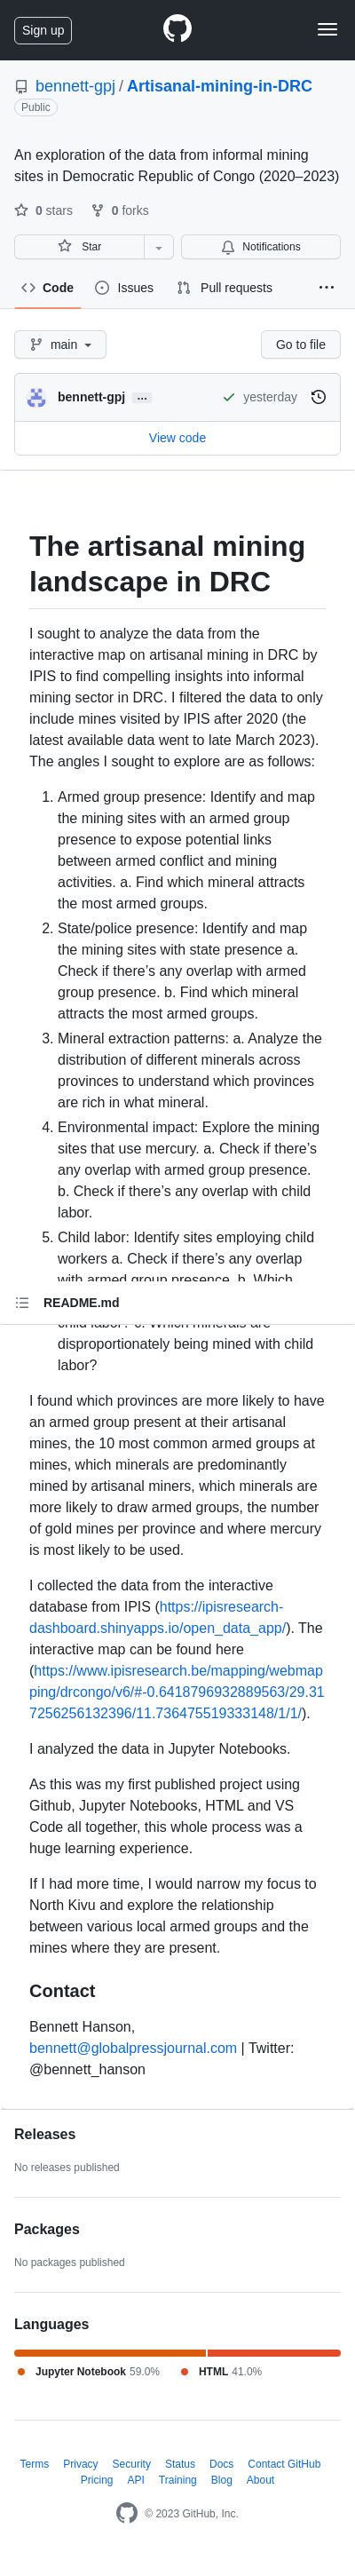 Sign up
bennett-gpj / Artisanal-mining-in-DRC
Public
An exploration of the data from informal mining
sites in Democratic Republic of Congo (2020–2023)
0 stars 0 forks
Star Notifications
Code Issues Pull requests
main Go to file
bennett-gpj … yesterday
View code
The artisanal mining
landscape in DRC
I sought to analyze the data from the
interactive map on artisanal mining in DRC by
IPIS to find compelling insights into informal
mining sector in DRC. I filtered the data to only
include mines visited by IPIS after 2020 (the
latest available data went to late March 2023).
The angles I sought to explore are as follows:
1. Armed group presence: Identify and map
the mining sites with an armed group
presence to expose potential links
between armed conflict and mining
activities. a. Find which mineral attracts
the most armed groups.
2. State/police presence: Identify and map
the mining sites with state presence a.
Check if there’s any overlap with armed
group presence. b. Find which mineral
attracts the most armed groups.
3. Mineral extraction patterns: a. Analyze the
distribution of different minerals across
provinces to understand which provinces
are rich in what mineral.
4. Environmental impact: Explore the mining
sites that use mercury. a. Check if there’s
any overlap with armed group presence.
b. Check if there’s any overlap with child
labor.
5. Child labor: Identify sites employing child
workers a. Check if there’s any overlap
with armed group presence. b. Which
README.md
child labor? c. Which minerals are
disproportionately being mined with child
labor?
I found which provinces are more likely to have
an armed group present at their artisanal
mines, the 10 most common armed groups at
mines, which minerals are predominantly
mined by artisanal miners, which minerals are
more likely to draw armed groups, the number
of gold mines per province and where mercury
is most likely to be used.
I collected the data from the interactive
database from IPIS (https://ipisresearch-
dashboard.shinyapps.io/open_data_app/). The
interactive map can be found here
(https://www.ipisresearch.be/mapping/webmap
ping/drcongo/v6/#-0.6418796932889563/29.31
7256256132396/11.736475519333148/1/1/).
I analyzed the data in Jupyter Notebooks.
As this was my first published project using
Github, Jupyter Notebooks, HTML and VS
Code all together, this whole process was a
huge learning experience.
If I had more time, I would narrow my focus to
North Kivu and explore the relationship
between various local armed groups and the
mines where they are present.
Contact
Bennett Hanson,
bennett@globalpressjournal.com | Twitter:
@bennett_hanson
Releases
No releases published
Packages
No packages published
Languages
Jupyter Notebook 59.0% HTML 41.0%
Terms Privacy Security Status Docs Contact GitHub
Pricing API Training Blog About
© 2023 GitHub, Inc.